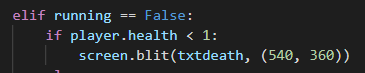 elif running == False:
if player.health < 1:
screen.blit(txtdeath, (540, 360))